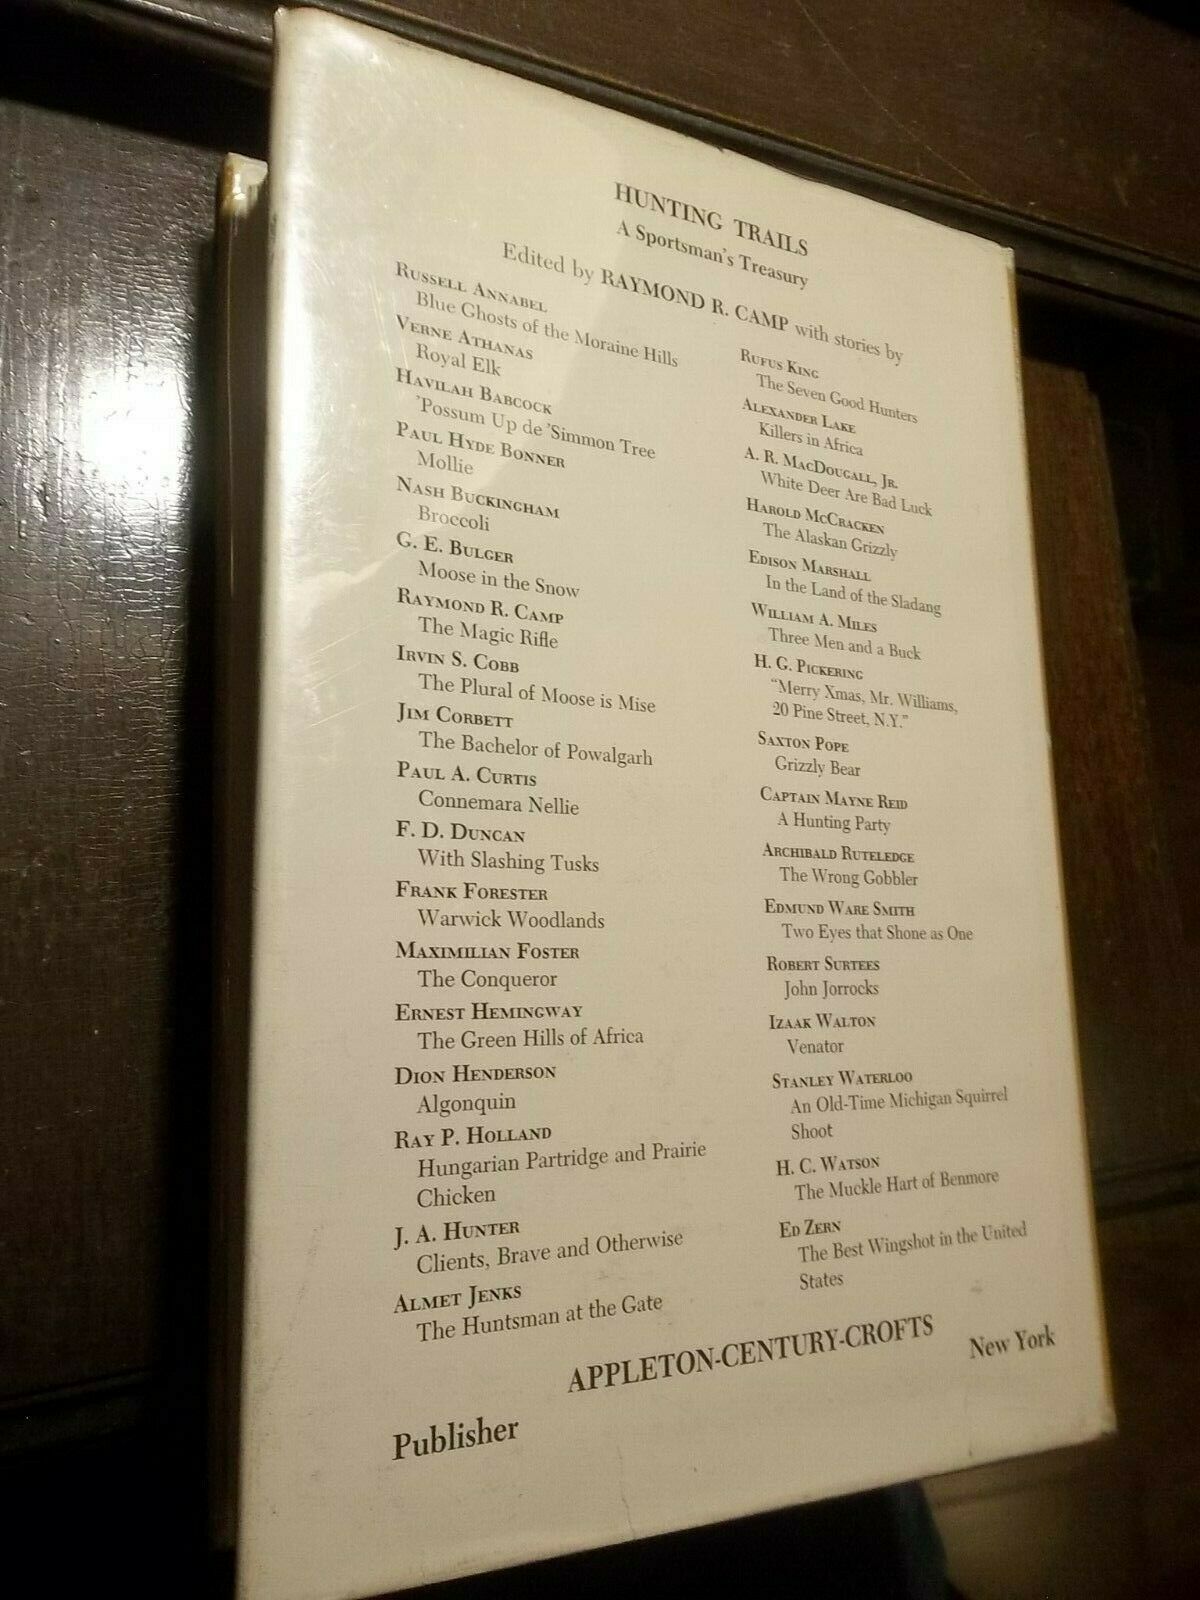 HUNTING TRAILS
A Sportsman's Treasury
Edited by RAYMOND R. CAMP with stories by
RUSSELL ANNABEL
Blue Ghosts of the Moraine Hills
VERNE ATHANAS
Royal Elk
HAVILAH BABCOCK
'Possum Up de 'Simmon Tree
PAUL HYDE BONNER
Mollie
NASH BUCKINGHAM
Broccoli
G. E. BULGER
Moose in the Snow
RAYMOND R. CAMP
The Magic Rifle
IRVIN S. COBB
The Plural of Moose is Mise
JIM CORBETT
The Bachelor of Powalgarh
PAUL A. CURTIS
Connemara Nellie
F. D. DUNCAN
With Slashing Tusks
FRANK FORESTER
Warwick Woodlands
MAXIMILIAN FOSTER
The Conqueror
ERNEST HEMINGWAY
The Green Hills of Africa
DION HENDERSON
Algonquin
RAY P. HOLLAND
Hungarian Partridge and Prairie
Chicken
J. A. HUNTER
Clients, Brave and Otherwise
ALMET JENKS
The Huntsman at the Gate
RUFUS KING
The Seven Good Hunters
ALEXANDER LAKE
Killers in Africa
A. R. MACDOUGALL, JR.
White Deer Are Bad Luck
HAROLD MCCRACKEN
The Alaskan Grizzly
EDISON MARSHALL
In the Land of the Sladang
WILLIAM A. MILES
Three Men and a Buck
H. G. PICKERING
"Merry Xmas, Mr. Williams,
20 Pine Street, N.Y."
SAXTON POPE
Grizzly Bear
CAPTAIN MAYNE REID
A Hunting Party
ARCHIBALD RUTELEDGE
The Wrong Gobbler
EDMUND WARE SMITH
Two Eyes that Shone as One
ROBERT SURTEES
John Jorrocks
IZAAK WALTON
Venator
STANLEY WATERLOO
An Old-Time Michigan Squirrel
Shoot
H. C. WATSON
The Muckle Hart of Benmore
ED ZERN
The Best Wingshot in the United
States
APPLETON-CENTURY-CROFTS
New York
Publisher